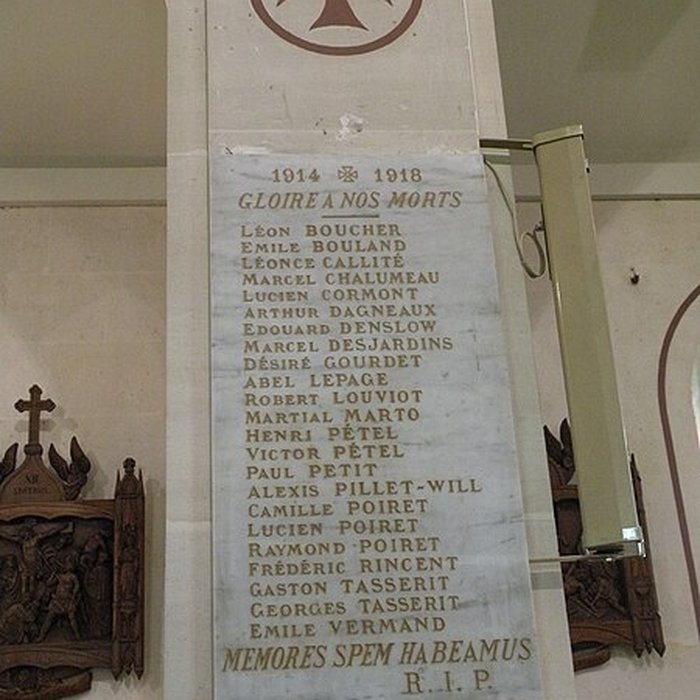 1914 ✠ 1918
GLOIRE A NOS MORTS
LÉON BOUCHER
EMILE BOULAND
LÉONCE CALLITÉ
MARCEL CHALUMEAU
LUCIEN CORMONT
ARTHUR DAGNEAUX
EDOUARD DENSLOW
MARCEL DESJARDINS
DÉSIRÉ GOURDET
ABEL LEPAGE
ROBERT LOUVIOT
MARTIAL MARTO
HENRI PÉTEL
VICTOR PÉTEL
PAUL PETIT
ALEXIS PILLET-WILL
CAMILLE POIRET
LUCIEN POIRET
RAYMOND POIRET
FRÉDÉRIC RINCENT
GASTON TASSERIT
GEORGES TASSERIT
EMILE VERMAND
MEMORES SPEM HABEAMUS
R.I.P.
XII